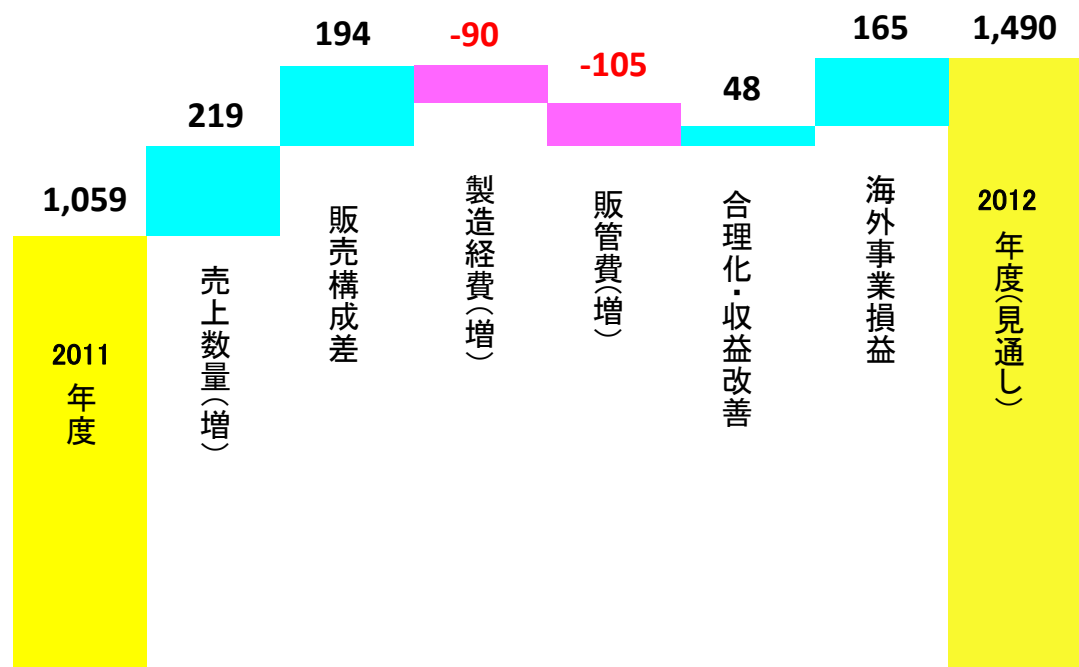 1,059
2011
年度
219
売上数量(増)
194
販売構成差
-90
製造経費(増)
-105
販管費(増)
48
合理化・収益改善
165
海外事業損益
1,490
2012
年度(見通し)